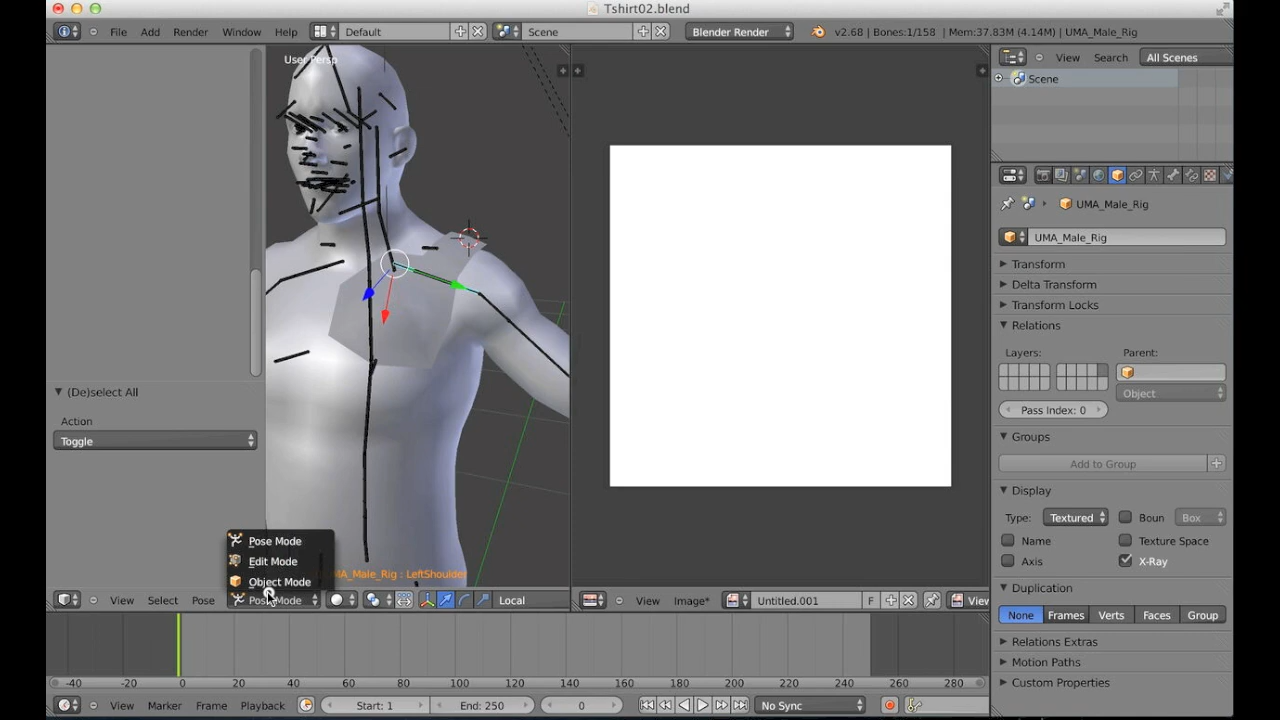 Tshirt02.blend
File Add Render Window Help Default Scene Blender Render v2.68 | Bones:1/158 | Mem:37.83M (4.14M) | UMA_Male_Rig
User Persp
View Search All Scenes
Scene
UMA_Male_Rig
UMA_Male_Rig
Transform
Delta Transform
Transform Locks
Relations
Layers: Parent:
Object
Pass Index: 0
Groups
Add to Group
Display
Type: Textured Boun Box
Name Texture Space
Axis X-Ray
Duplication
None Frames Verts Faces Group
Relations Extras
Motion Paths
Custom Properties
(De)select All
Action
Toggle
Pose Mode
Edit Mode
Object Mode
MA_Male_Rig : LeftShoulder
View Select Pose Pose Mode Local
View Image* Untitled.001 F View
-40 -20 0 20 40 60 80 100 120 140 160 180 200 220 240 260 280
View Marker Frame Playback Start: 1 End: 250 0 No Sync